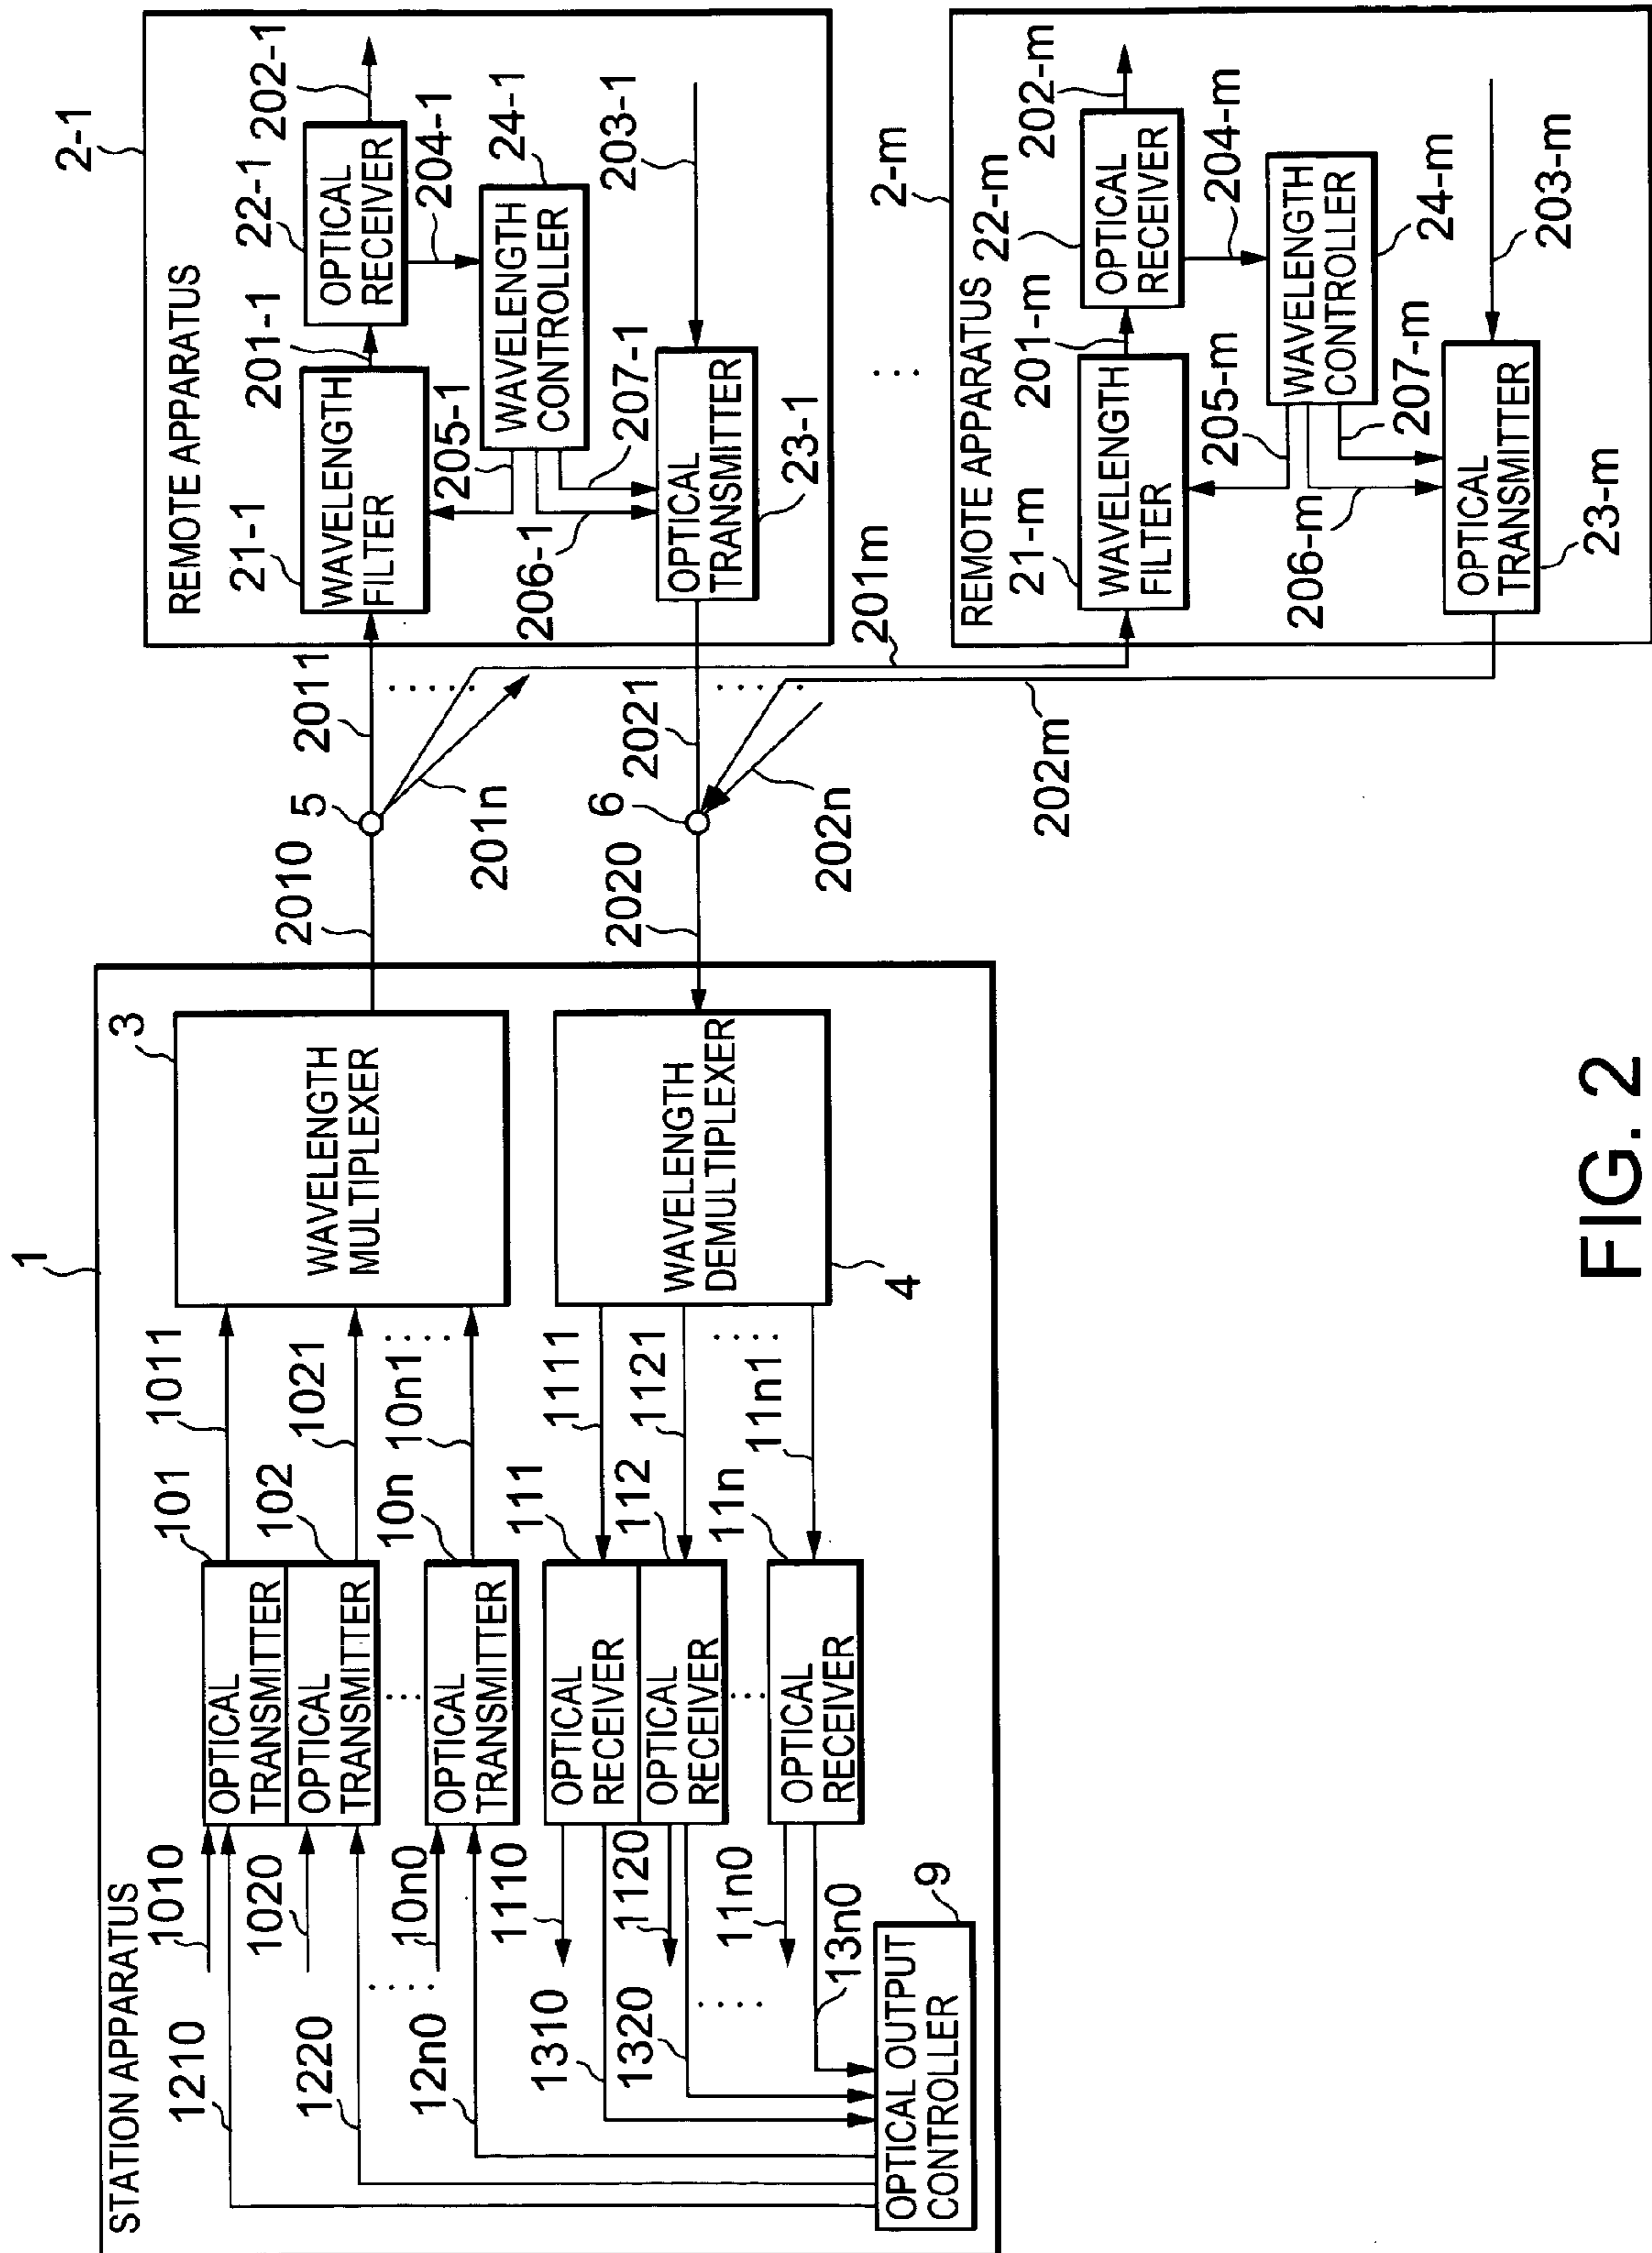 STATION APPARATUS
1
1210
1010
1220
1020
12n0
10n0
OPTICAL
TRANSMITTER
OPTICAL
TRANSMITTER
.....
OPTICAL
TRANSMITTER
101
1011
102
1021
10n
10n1
.....
3
WAVELENGTH
MULTIPLEXER
1310
1110
1320
1120
.....
11n0
13n0
OPTICAL
RECEIVER
OPTICAL
RECEIVER
.....
OPTICAL
RECEIVER
111
1111
112
1121
11n
11n1
.....
WAVELENGTH
DEMULTIPLEXER
4
OPTICAL OUTPUT
CONTROLLER
9
2010
5
2011
201n
.....
2020
6
2021
202n
.....
201m
202m
2-1
REMOTE APPARATUS
21-1
WAVELENGTH
FILTER
201-1
22-1
OPTICAL
RECEIVER
202-1
204-1
205-1
WAVELENGTH
CONTROLLER
24-1
206-1
207-1
OPTICAL
TRANSMITTER
23-1
203-1
...
2-m
REMOTE APPARATUS
21-m
WAVELENGTH
FILTER
201-m
22-m
OPTICAL
RECEIVER
202-m
204-m
205-m
WAVELENGTH
CONTROLLER
24-m
206-m
207-m
OPTICAL
TRANSMITTER
23-m
203-m
FIG. 2